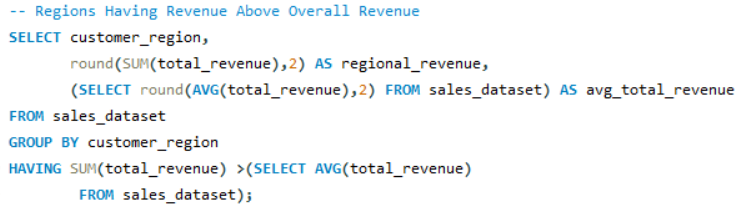 -- Regions Having Revenue Above Overall Revenue
SELECT customer_region,
       round(SUM(total_revenue),2) AS regional_revenue,
       (SELECT round(AVG(total_revenue),2) FROM sales_dataset) AS avg_total_revenue
FROM sales_dataset
GROUP BY customer_region
HAVING SUM(total_revenue) >(SELECT AVG(total_revenue)
        FROM sales_dataset);